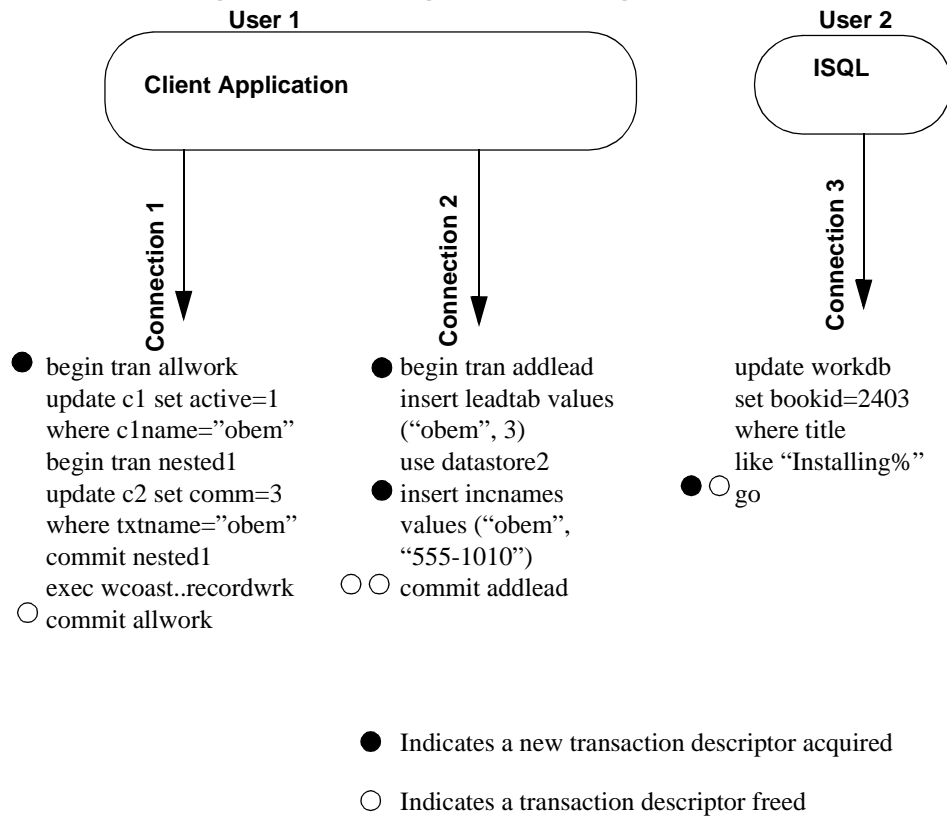 User 1
User 2
Client Application
ISQL
Connection 1
Connection 2
Connection 3
begin tran allwork
update c1 set active=1
where c1name=”obem”
begin tran nested1
update c2 set comm=3
where txtname=”obem”
commit nested1
exec wcoast..recordwrk
commit allwork
begin tran addlead
insert leadtab values
(“obem”, 3)
use datastore2
insert incnames
values (“obem”,
“555-1010”)
commit addlead
update workdb
set bookid=2403
where title
like “Installing%”
go
Indicates a new transaction descriptor acquired
Indicates a transaction descriptor freed